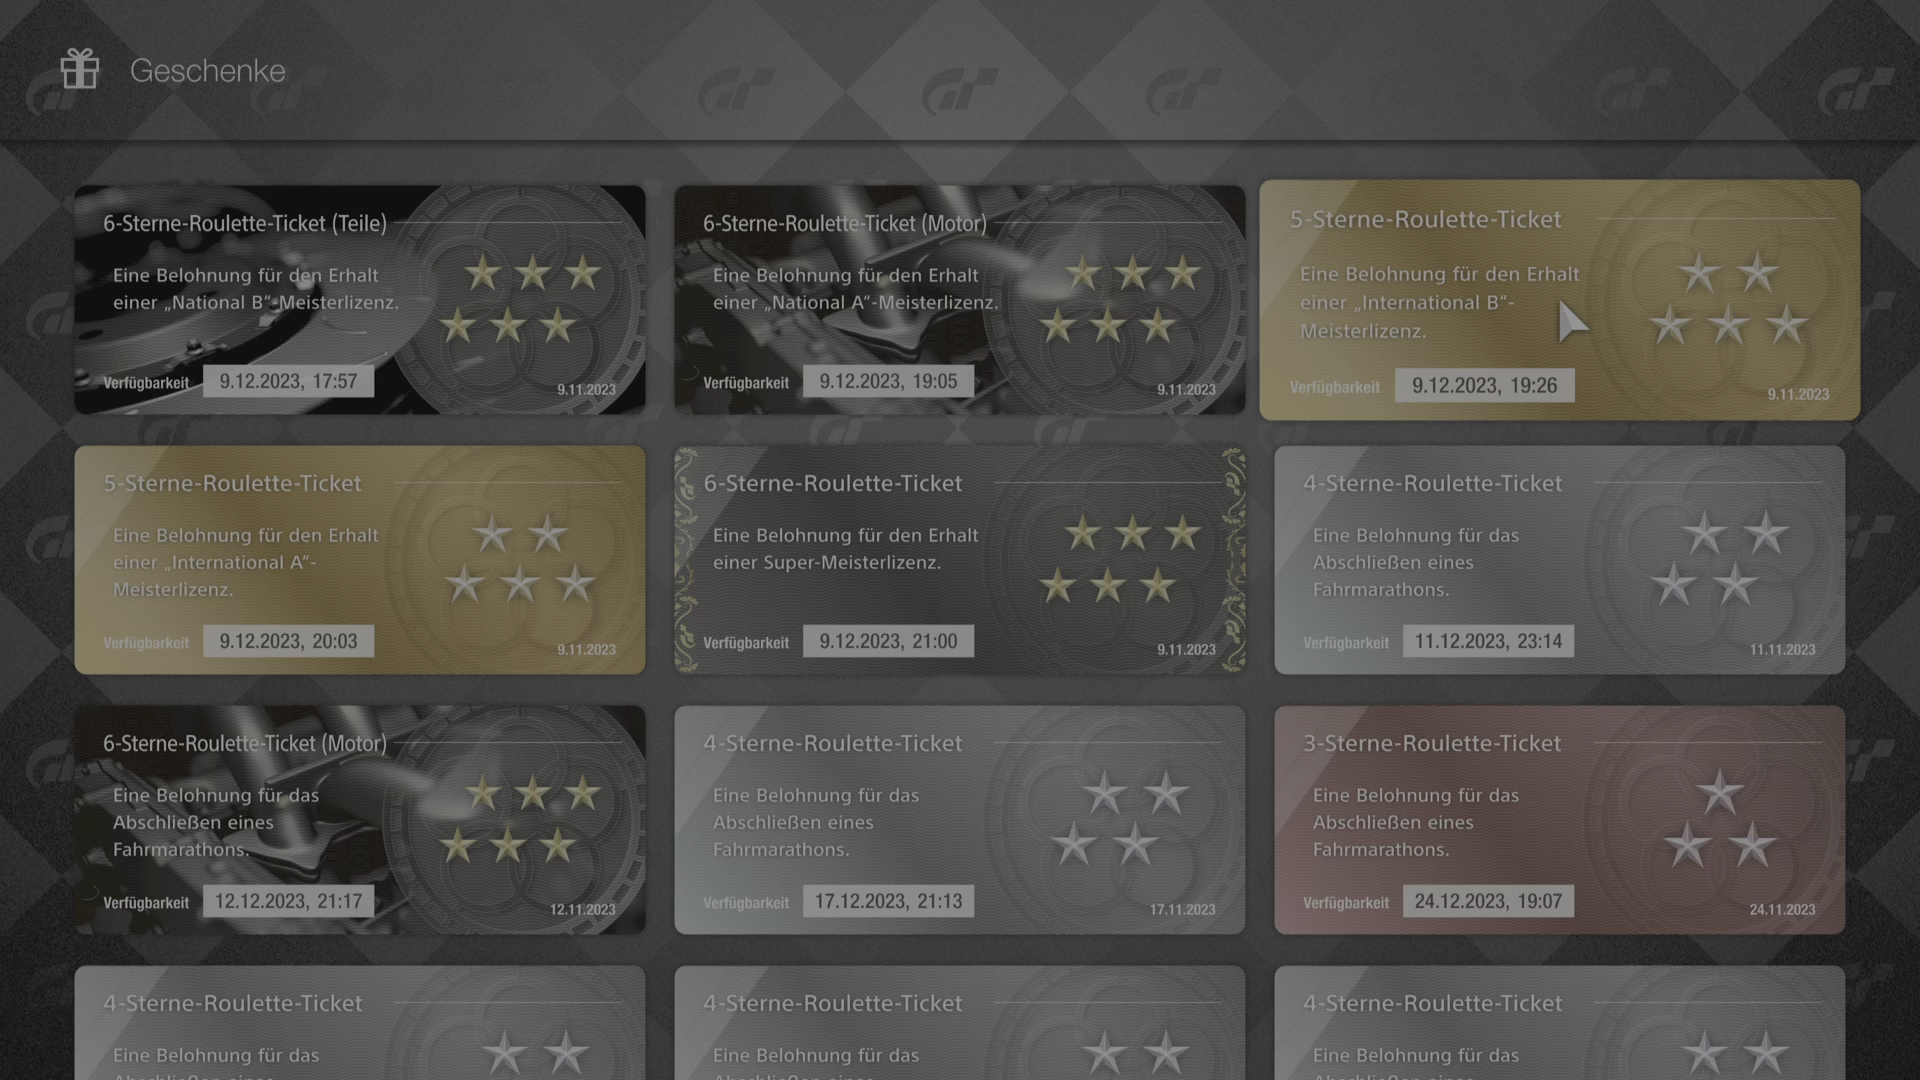 Geschenke
6-Sterne-Roulette-Ticket (Teile)
Eine Belohnung für den Erhalt
einer „National B“-Meisterlizenz.
Verfügbarkeit 9.12.2023, 17:57 9.11.2023
6-Sterne-Roulette-Ticket (Motor)
Eine Belohnung für den Erhalt
einer „National A“-Meisterlizenz.
Verfügbarkeit 9.12.2023, 19:05 9.11.2023
5-Sterne-Roulette-Ticket
Eine Belohnung für den Erhalt
einer „International B“-
Meisterlizenz.
Verfügbarkeit 9.12.2023, 19:26 9.11.2023
5-Sterne-Roulette-Ticket
Eine Belohnung für den Erhalt
einer „International A“-
Meisterlizenz.
Verfügbarkeit 9.12.2023, 20:03 9.11.2023
6-Sterne-Roulette-Ticket
Eine Belohnung für den Erhalt
einer Super-Meisterlizenz.
Verfügbarkeit 9.12.2023, 21:00 9.11.2023
4-Sterne-Roulette-Ticket
Eine Belohnung für das
Abschließen eines
Fahrmarathons.
Verfügbarkeit 11.12.2023, 23:14 11.11.2023
6-Sterne-Roulette-Ticket (Motor)
Eine Belohnung für das
Abschließen eines
Fahrmarathons.
Verfügbarkeit 12.12.2023, 21:17 12.11.2023
4-Sterne-Roulette-Ticket
Eine Belohnung für das
Abschließen eines
Fahrmarathons.
Verfügbarkeit 17.12.2023, 21:13 17.11.2023
3-Sterne-Roulette-Ticket
Eine Belohnung für das
Abschließen eines
Fahrmarathons.
Verfügbarkeit 24.12.2023, 19:07 24.11.2023
4-Sterne-Roulette-Ticket
Eine Belohnung für das
4-Sterne-Roulette-Ticket
Eine Belohnung für das
4-Sterne-Roulette-Ticket
Eine Belohnung für das